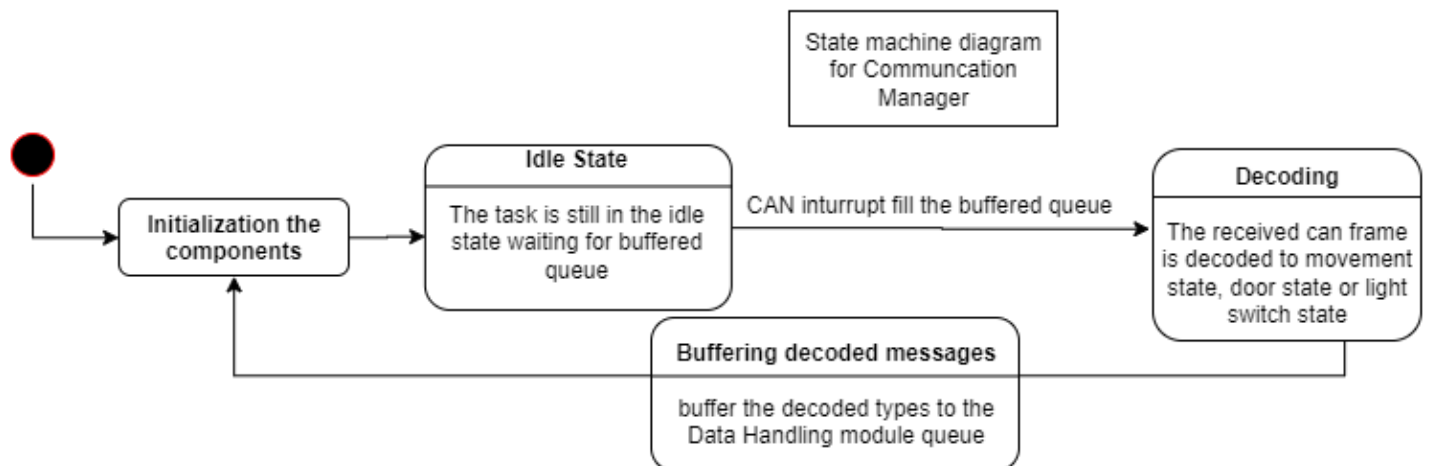 State machine diagram
for Communcation
Manager
Initialization the
components
Idle State
The task is still in the idle
state waiting for buffered
queue
CAN inturrupt fill the buffered queue
Decoding
The received can frame
is decoded to movement
state, door state or light
switch state
Buffering decoded messages
buffer the decoded types to the
Data Handling module queue